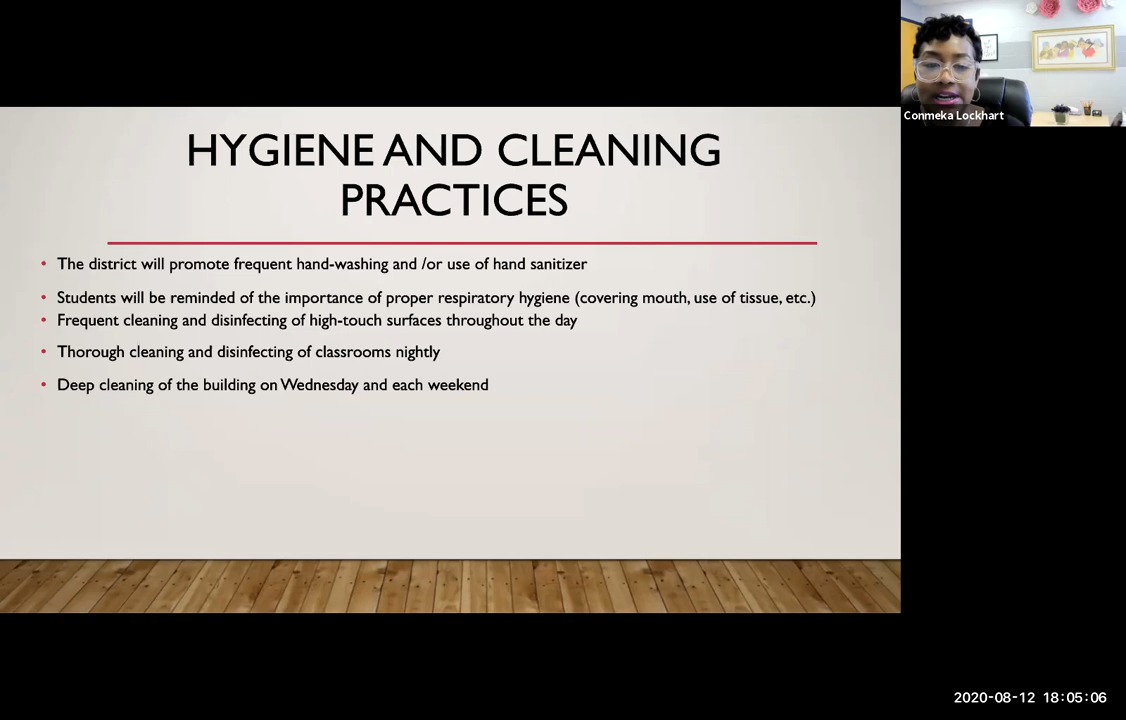 HYGIENE AND CLEANING
PRACTICES
• The district will promote frequent hand-washing and /or use of hand sanitizer
• Students will be reminded of the importance of proper respiratory hygiene (covering mouth, use of tissue, etc.)
• Frequent cleaning and disinfecting of high-touch surfaces throughout the day
• Thorough cleaning and disinfecting of classrooms nightly
• Deep cleaning of the building on Wednesday and each weekend
Conmeka Lockhart
2020-08-12 18:05:06